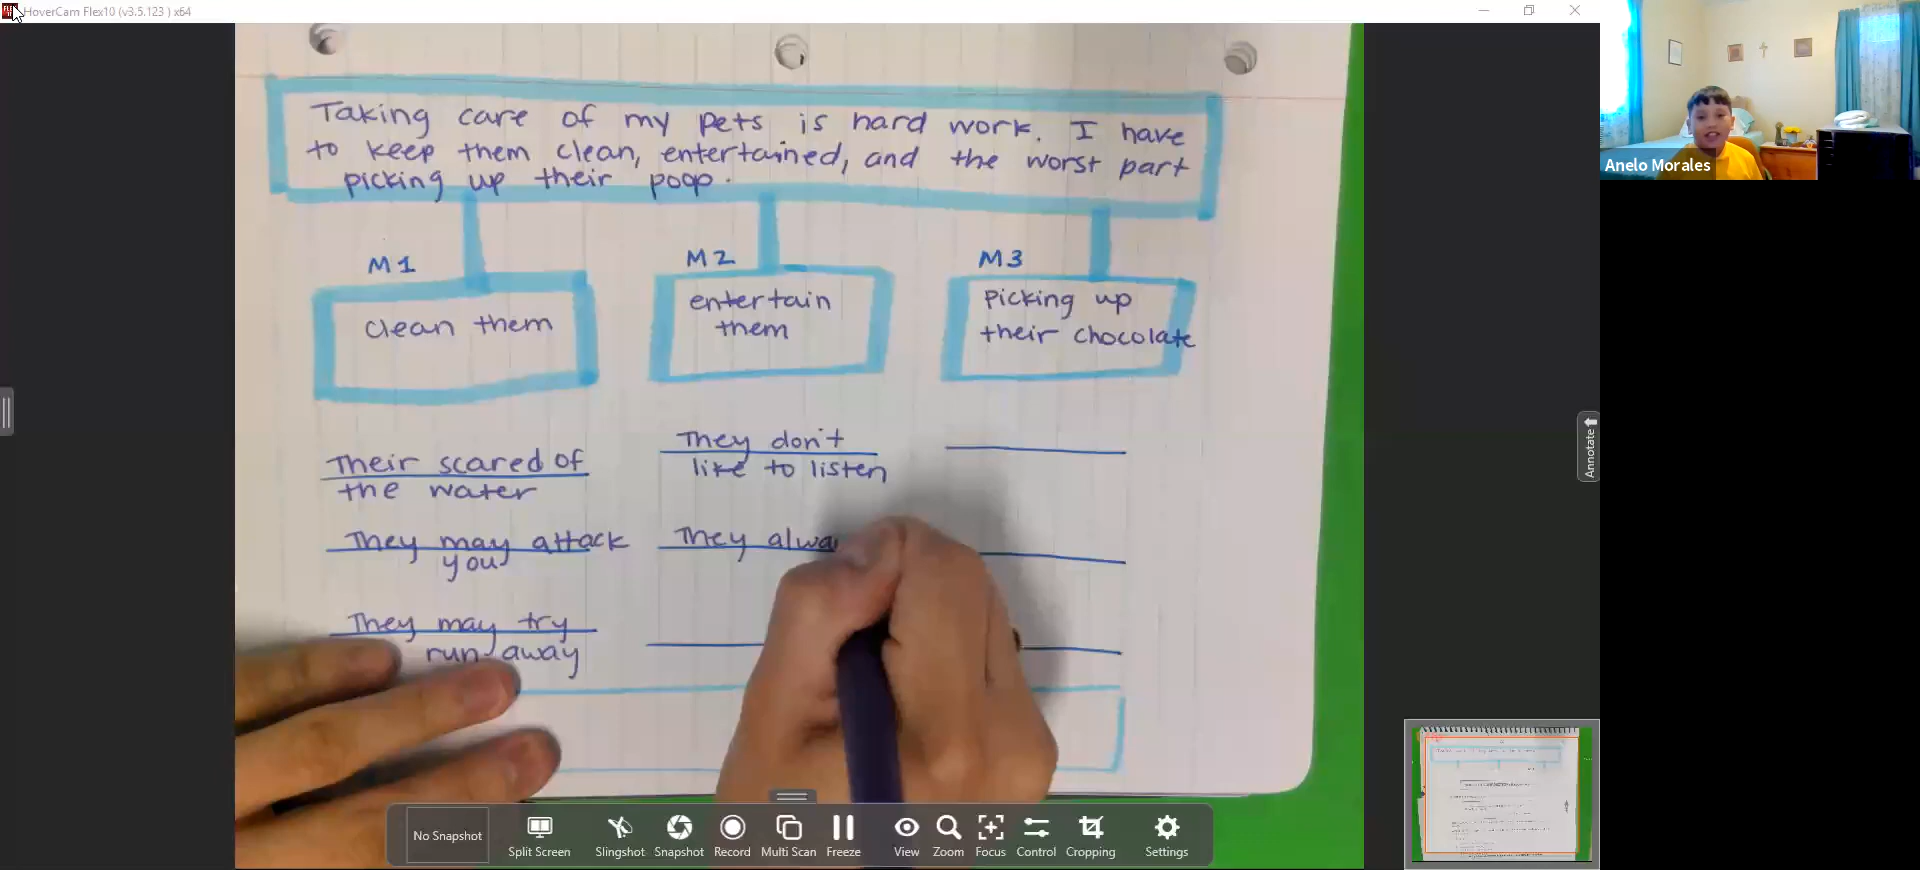 HoverCam Flex10 (v3.5.123 ) x64
Taking care of my pets is hard work. I have
to keep them clean, entertained, and the worst part
picking up their poop.
M1
M2
M3
clean them
entertain
them
Picking up
their chocolate
Their scared of
the water
They may attack
you
They may try
run away
They don't
like to listen
They alwa
Anelo Morales
Annotate
No Snapshot
Split Screen
Slingshot
Snapshot
Record
Multi Scan
Freeze
View
Zoom
Focus
Control
Cropping
Settings